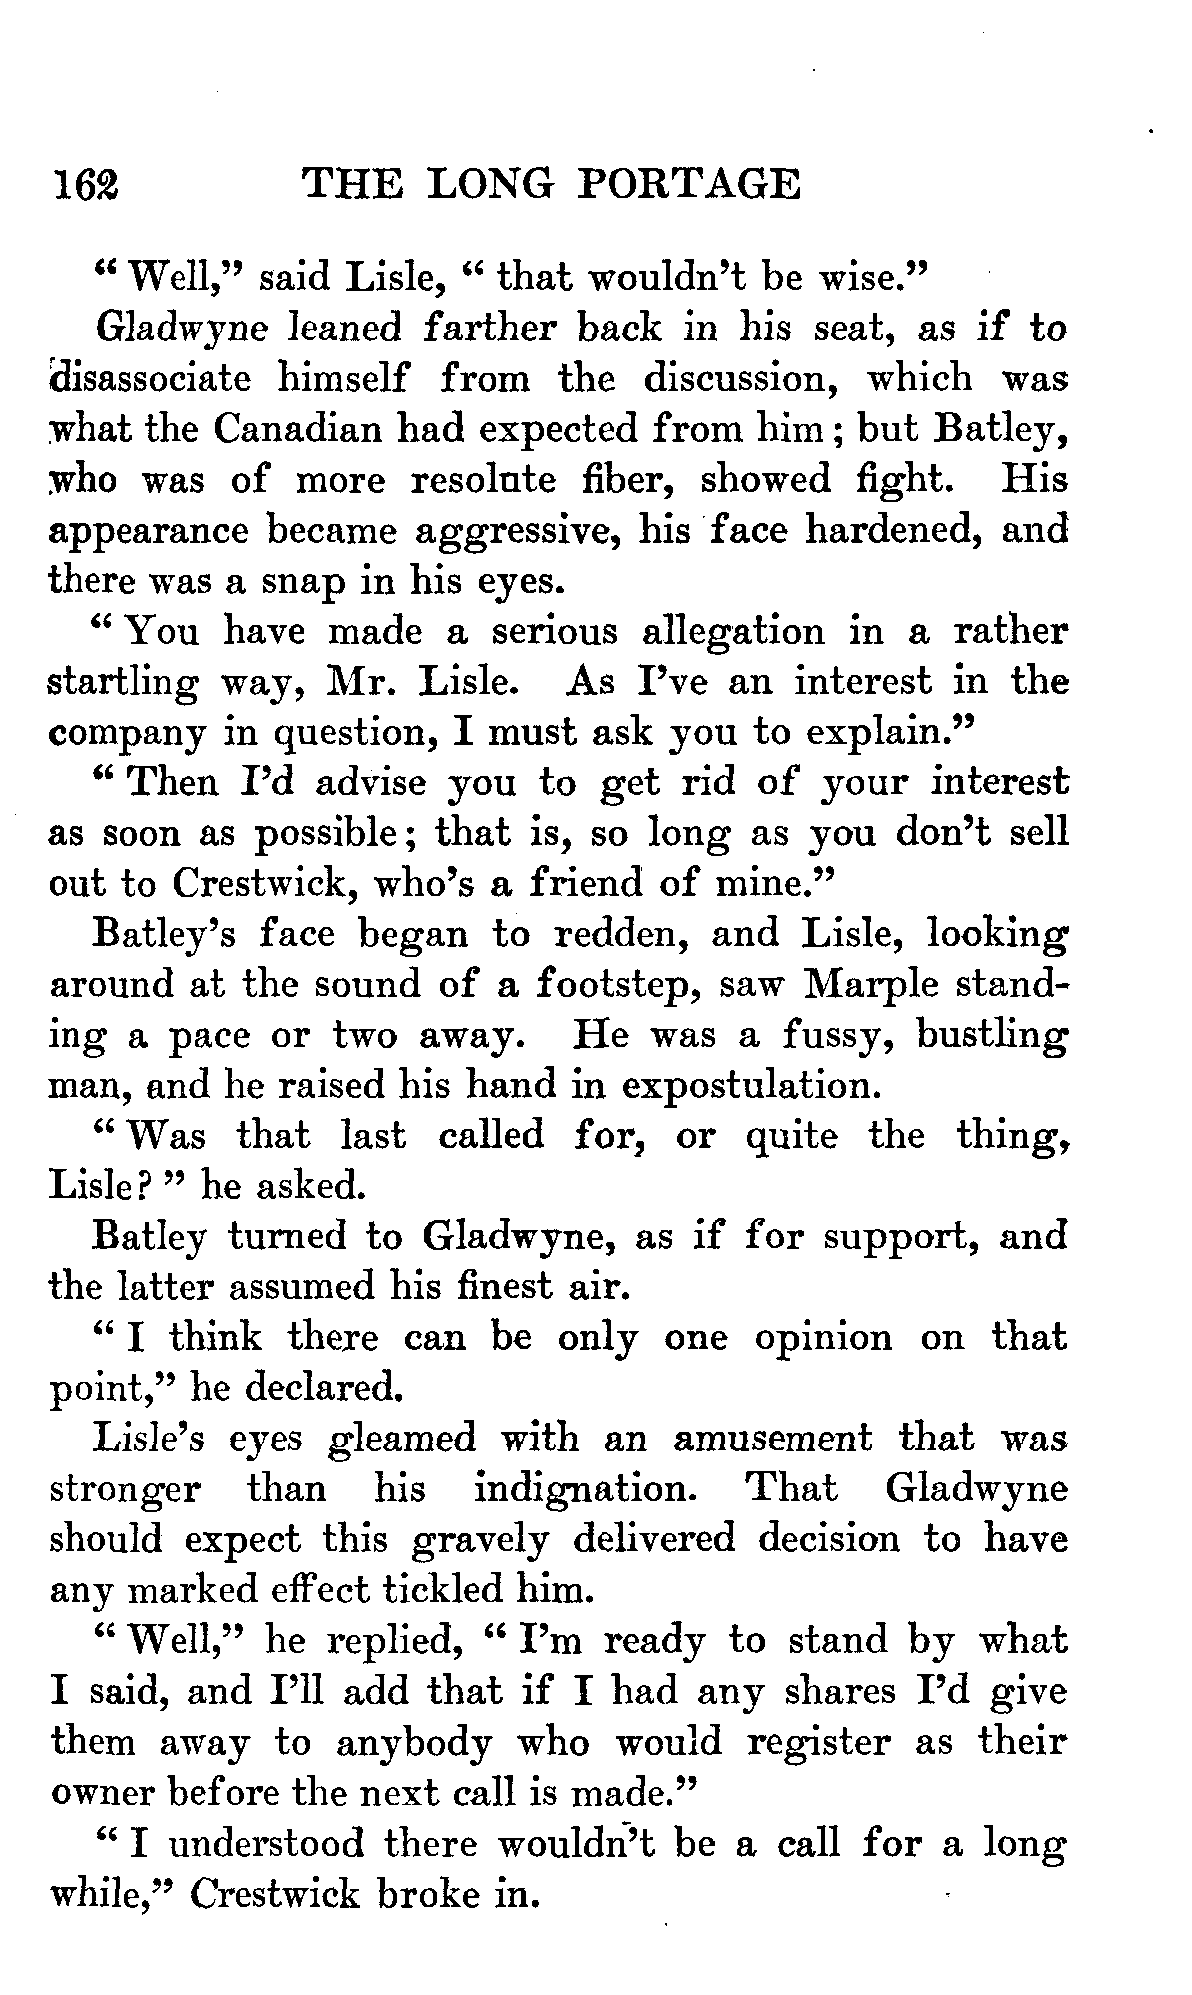 162 THE LONG PORTAGE
“ Well,” said Lisle, “ that wouldn’t be wise.”
Gladwyne leaned farther back in his seat, as if to
disassociate himself from the discussion, which was
what the Canadian had expected from him ; but Batley,
who was of more resolute fiber, showed fight. His
appearance became aggressive, his face hardened, and
there was a snap in his eyes.
“ You have made a serious allegation in a rather
startling way, Mr. Lisle. As I’ve an interest in the
company in question, I must ask you to explain.”
“ Then I’d advise you to get rid of your interest
as soon as possible ; that is, so long as you don’t sell
out to Crestwick, who’s a friend of mine.”
Batley’s face began to redden, and Lisle, looking
around at the sound of a footstep, saw Marple stand-
ing a pace or two away. He was a fussy, bustling
man, and he raised his hand in expostulation.
“ Was that last called for, or quite the thing,
Lisle? ” he asked.
Batley turned to Gladwyne, as if for support, and
the latter assumed his finest air.
“ I think there can be only one opinion on that
point,” he declared.
Lisle’s eyes gleamed with an amusement that was
stronger than his indignation. That Gladwyne
should expect this gravely delivered decision to have
any marked effect tickled him.
“ Well,” he replied, “ I’m ready to stand by what
I said, and I’ll add that if I had any shares I’d give
them away to anybody who would register as their
owner before the next call is made.”
“ I understood there wouldn’t be a call for a long
while,” Crestwick broke in.